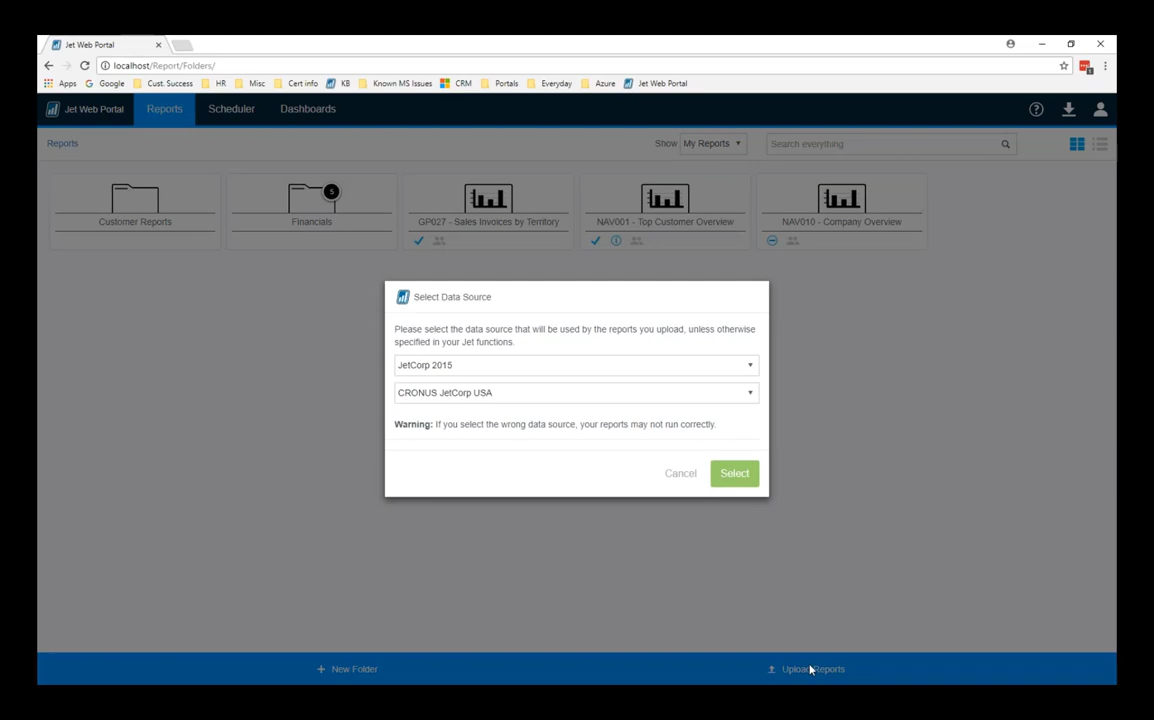 Jet Web Portal
localhost/Report/Folders/
Apps Google Cust. Success HR Misc Cert info KB Known MS Issues CRM Portals Everyday Azure Jet Web Portal
Jet Web Portal Reports Scheduler Dashboards
Reports Show My Reports Search everything
5
Customer Reports Financials GP027 - Sales Invoices by Territory NAV001 - Top Customer Overview NAV010 - Company Overview
Select Data Source
Please select the data source that will be used by the reports you upload, unless otherwise
specified in your Jet functions.
JetCorp 2015
CRONUS JetCorp USA
Warning: If you select the wrong data source, your reports may not run correctly.
Cancel Select
+ New Folder Upload Reports